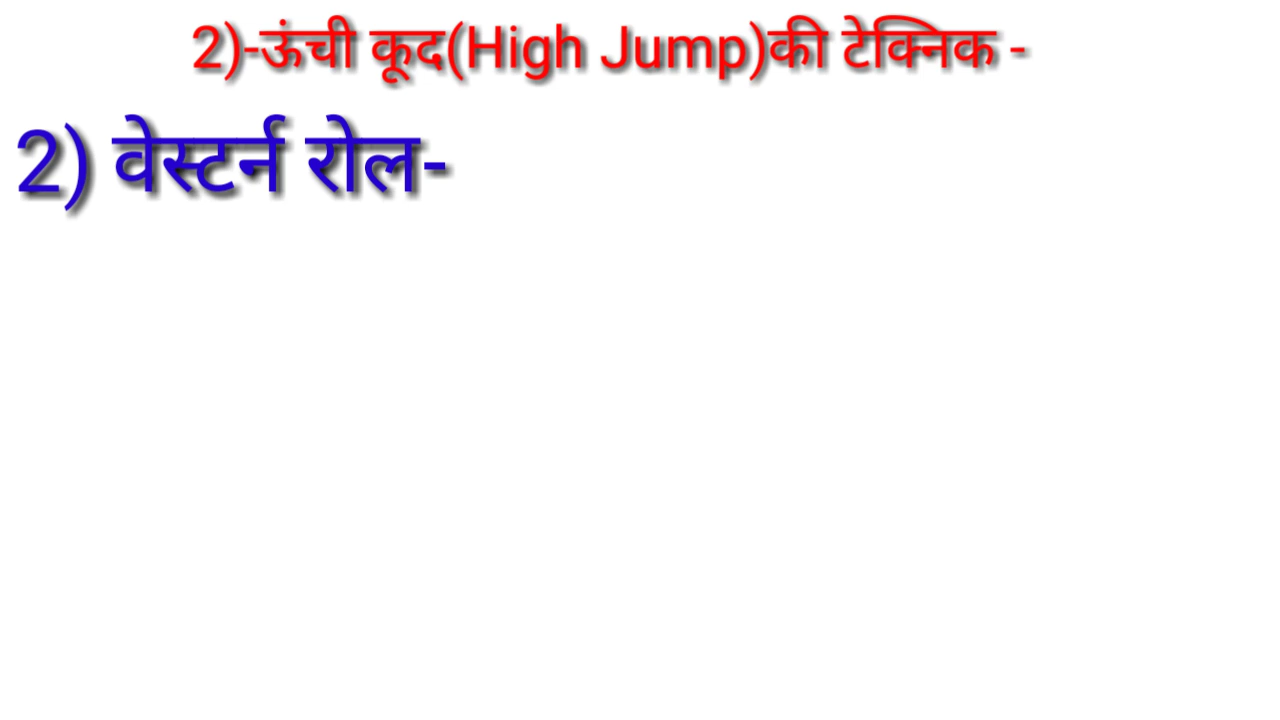 2)-ऊंची कूद(High Jump)की टेक्निक -
2) वेस्टर्न रोल-